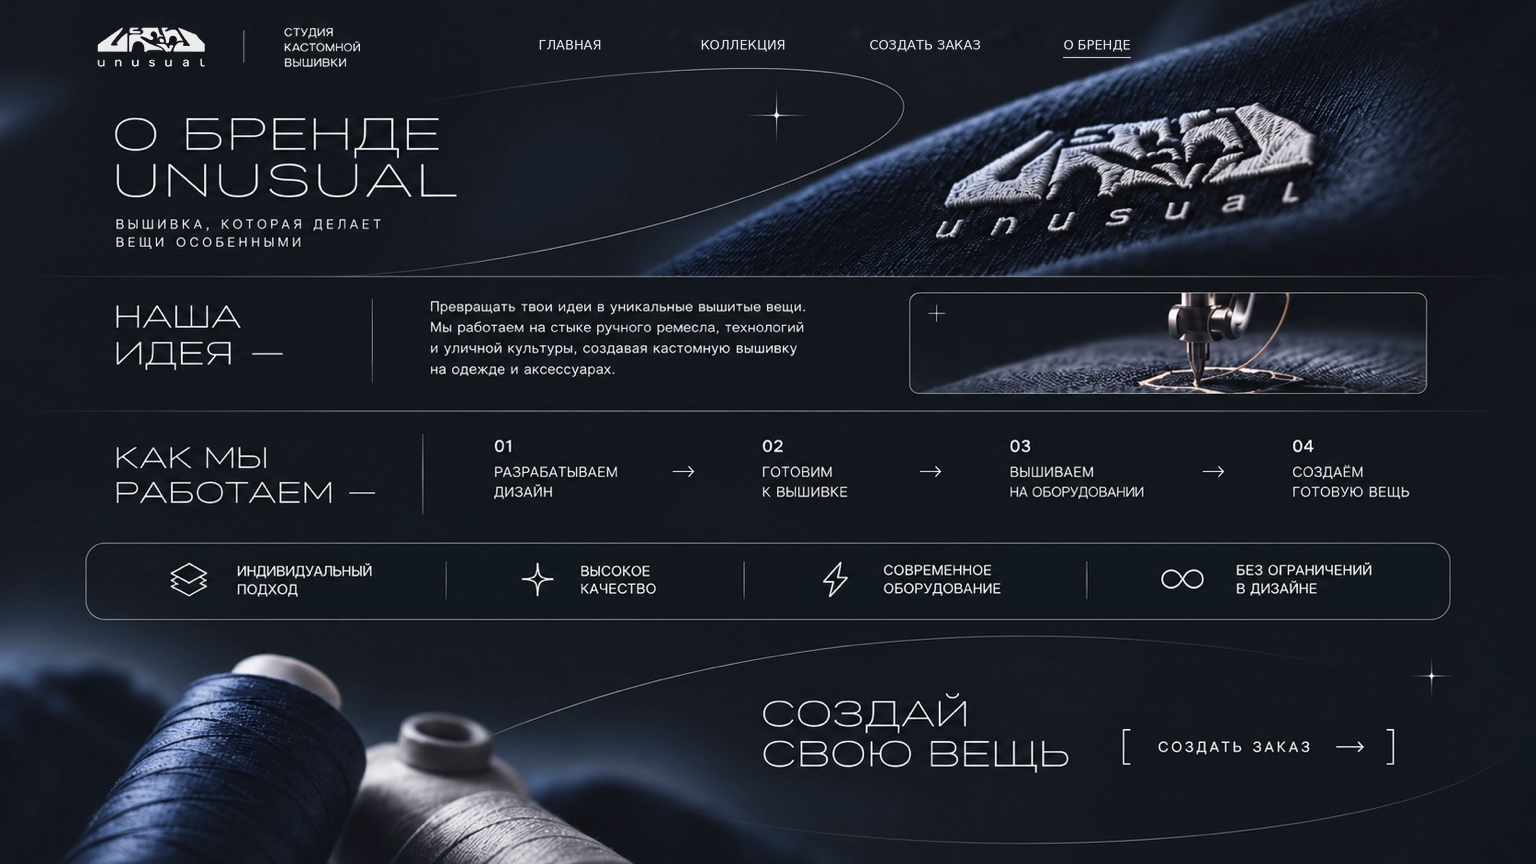 unusual
СТУДИЯ
КАСТОМНОЙ
ВЫШИВКИ
ГЛАВНАЯ
КОЛЛЕКЦИЯ
СОЗДАТЬ ЗАКАЗ
О БРЕНДЕ
О БРЕНДЕ
UNUSUAL
ВЫШИВКА, КОТОРАЯ ДЕЛАЕТ
ВЕЩИ ОСОБЕННЫМИ
unusual
НАША
ИДЕЯ —
Превращать твои идеи в уникальные вышитые вещи.
Мы работаем на стыке ручного ремесла, технологий
и уличной культуры, создавая кастомную вышивку
на одежде и аксессуарах.
КАК МЫ
РАБОТАЕМ —
01
РАЗРАБАТЫВАЕМ
ДИЗАЙН
02
ГОТОВИМ
К ВЫШИВКЕ
03
ВЫШИВАЕМ
НА ОБОРУДОВАНИИ
04
СОЗДАЁМ
ГОТОВУЮ ВЕЩЬ
ИНДИВИДУАЛЬНЫЙ
ПОДХОД
ВЫСОКОЕ
КАЧЕСТВО
СОВРЕМЕННОЕ
ОБОРУДОВАНИЕ
БЕЗ ОГРАНИЧЕНИЙ
В ДИЗАЙНЕ
СОЗДАЙ
СВОЮ ВЕЩЬ
[ СОЗДАТЬ ЗАКАЗ → ]